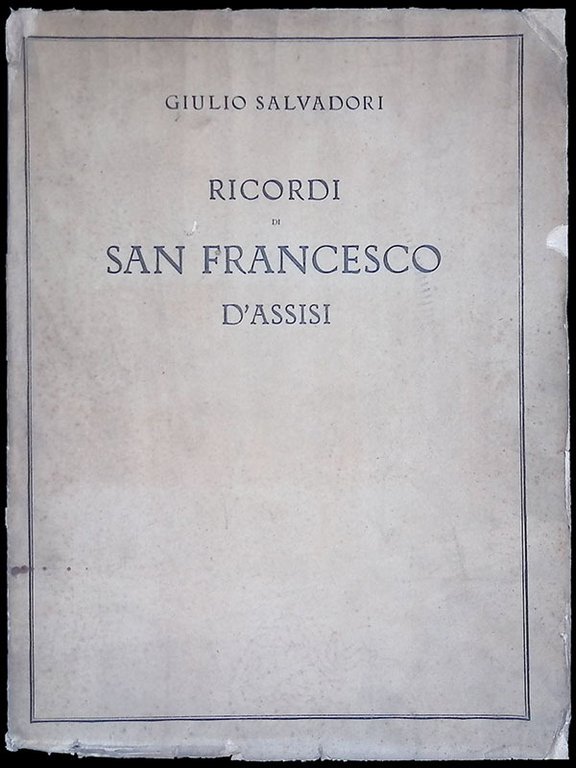 GIULIO SALVADORI
RICORDI
DI
SAN FRANCESCO
D'ASSISI